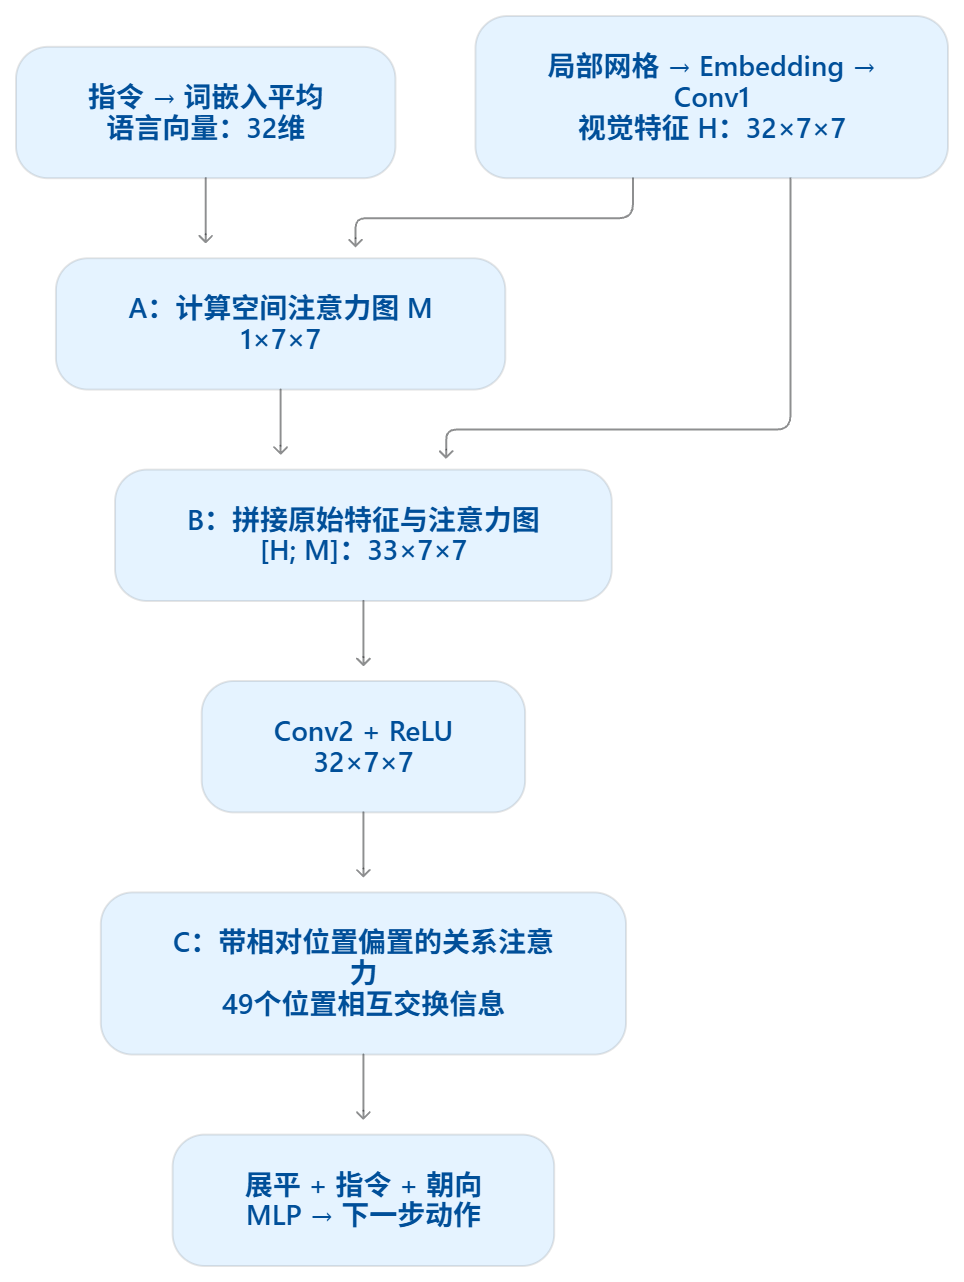 指令 → 词嵌入平均
语言向量：32维
局部网格 → Embedding →
Conv1
视觉特征 H：32×7×7
A：计算空间注意力图 M
1×7×7
B：拼接原始特征与注意力图
[H; M]：33×7×7
Conv2 + ReLU
32×7×7
C：带相对位置偏置的关系注意
力
49个位置相互交换信息
展平 + 指令 + 朝向
MLP → 下一步动作